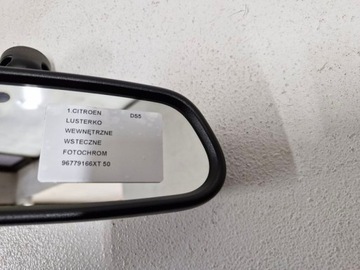 1.CITROEN DS5
LUSTERKO
WEWNĘTRZNE
WSTECZNE
FOTOCHROM
96779166XT 50